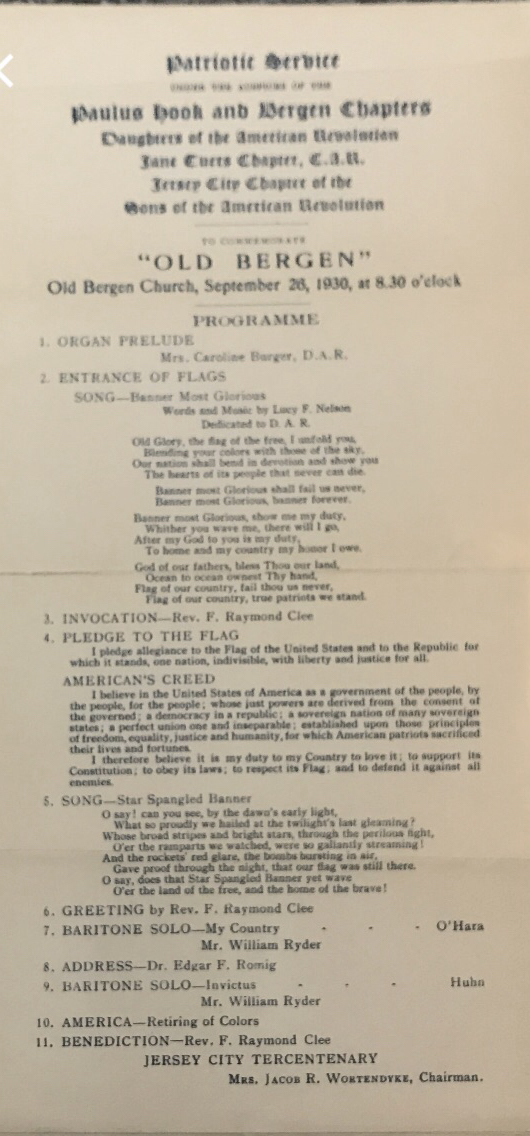 Patriotic Service
UNDER THE AUSPICES OF THE
Paulus Hook and Bergen Chapters
Daughters of the American Revolution
Jane Tuers Chapter, C.A.R.
Jersey City Chapter of the
Sons of the American Revolution
TO COMMEMORATE
"OLD BERGEN"
Old Bergen Church, September 26, 1930, at 8.30 o'clock
PROGRAMME
1. ORGAN PRELUDE
Mrs. Caroline Burger, D.A.R.
2. ENTRANCE OF FLAGS
SONG—Banner Most Glorious
Words and Music by Lucy F. Nelson
Dedicated to D. A. R.
Old Glory, the flag of the free, I unfold you,
Blending your colors with those of the sky,
Our nation shall bend in devotion and show you
The hearts of its people that never can die.
Banner most Glorious shall fail us never,
Banner most Glorious, banner forever.
Banner most Glorious, show me my duty,
Whither you wave me, there will I go,
After my God to you is my duty,
To home and my country my honor I owe.
God of our fathers, bless Thou our land,
Ocean to ocean ownest Thy hand,
Flag of our country, fail thou us never,
Flag of our country, true patriots we stand.
3. INVOCATION—Rev. F. Raymond Clee
4. PLEDGE TO THE FLAG
I pledge allegiance to the Flag of the United States and to the Republic for
which it stands, one nation, indivisible, with liberty and justice for all.
AMERICAN'S CREED
I believe in the United States of America as a government of the people, by
the people, for the people; whose just powers are derived from the consent of
the governed; a democracy in a republic; a sovereign nation of many sovereign
states; a perfect union one and inseparable; established upon those principles
of freedom, equality, justice and humanity, for which American patriots sacrificed
their lives and fortunes.
I therefore believe it is my duty to my Country to love it; to support its
Constitution; to obey its laws; to respect its Flag; and to defend it against all
enemies.
5. SONG—Star Spangled Banner
O say! can you see, by the dawn's early light,
What so proudly we hailed at the twilight's last gleaming?
Whose broad stripes and bright stars, through the perilous fight,
O'er the ramparts we watched, were so gallantly streaming!
And the rockets' red glare, the bombs bursting in air,
Gave proof through the night, that our flag was still there.
O say, does that Star Spangled Banner yet wave
O'er the land of the free, and the home of the brave!
6. GREETING by Rev. F. Raymond Clee
7. BARITONE SOLO—My Country - - - O'Hara
Mr. William Ryder
8. ADDRESS—Dr. Edgar F. Romig
9. BARITONE SOLO—Invictus - - - Huhn
Mr. William Ryder
10. AMERICA—Retiring of Colors
11. BENEDICTION—Rev. F. Raymond Clee
JERSEY CITY TERCENTENARY
MRS. JACOB R. WORTENDYKE, Chairman.